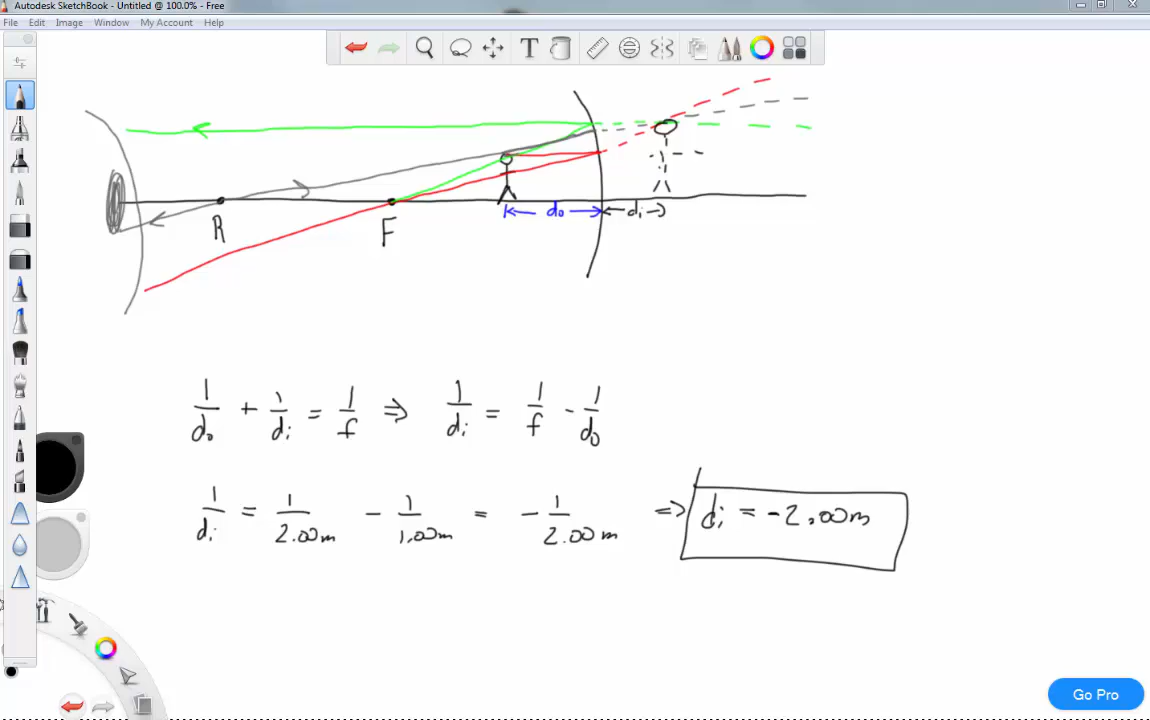 Autodesk SketchBook - Untitled @ 100.0% - Free
File Edit Image Window My Account Help
T
R
F
d₀
dᵢ
1/d₀ + 1/dᵢ = 1/f ⇒ 1/dᵢ = 1/f - 1/d₀
1/dᵢ = 1/2.00m - 1/1.00m = - 1/2.00m ⇒ dᵢ = -2.00m
Go Pro